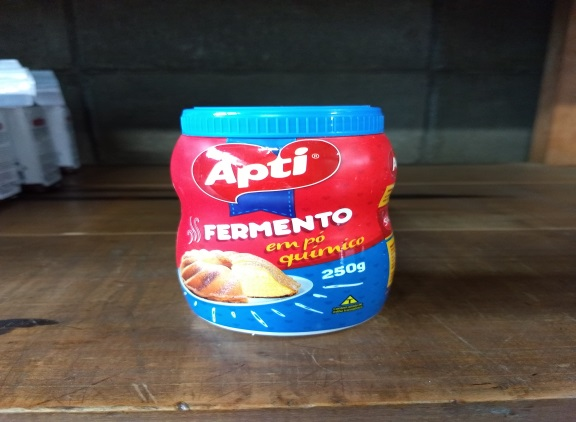 Apti®
FERMENTO
em pó
químico
250g